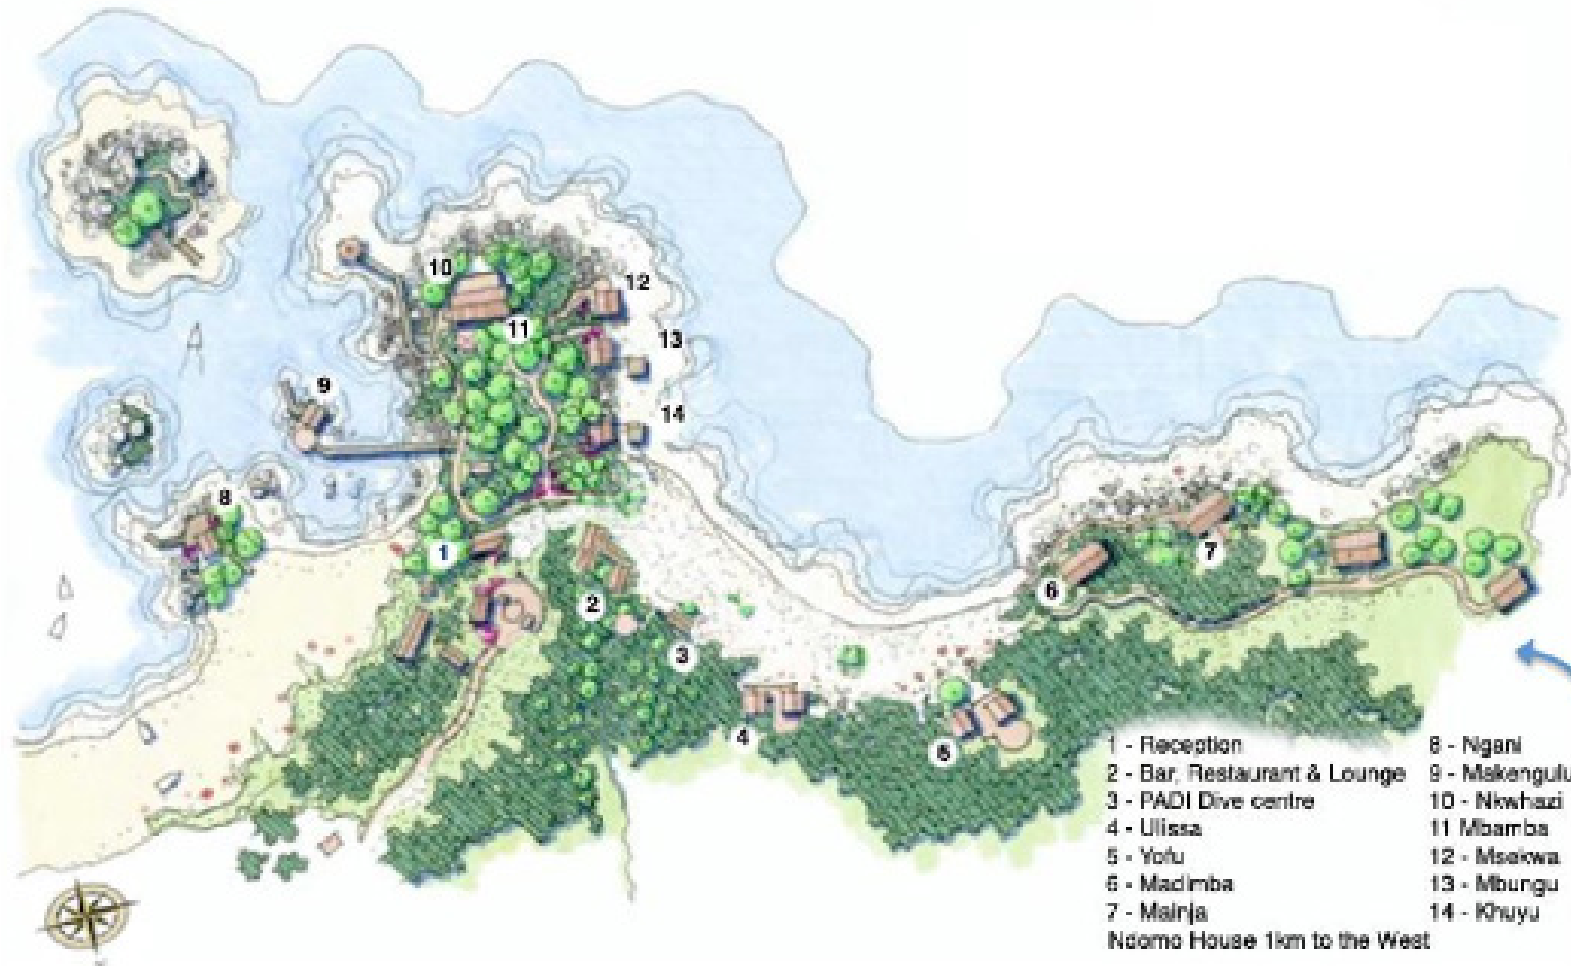 10
12
11
13
9
14
8
1
7
6
2
3
4
5
1 - Reception
2 - Bar, Restaurant & Lounge
3 - PADI Dive centre
4 - Ulissa
5 - Yofu
6 - Madimba
7 - Mainja
Ndomo House 1km to the West
8 - Ngani
9 - Makengulu
10 - Nkwhazi
11 Mbamba
12 - Msekwa
13 - Mbungu
14 - Khuyu